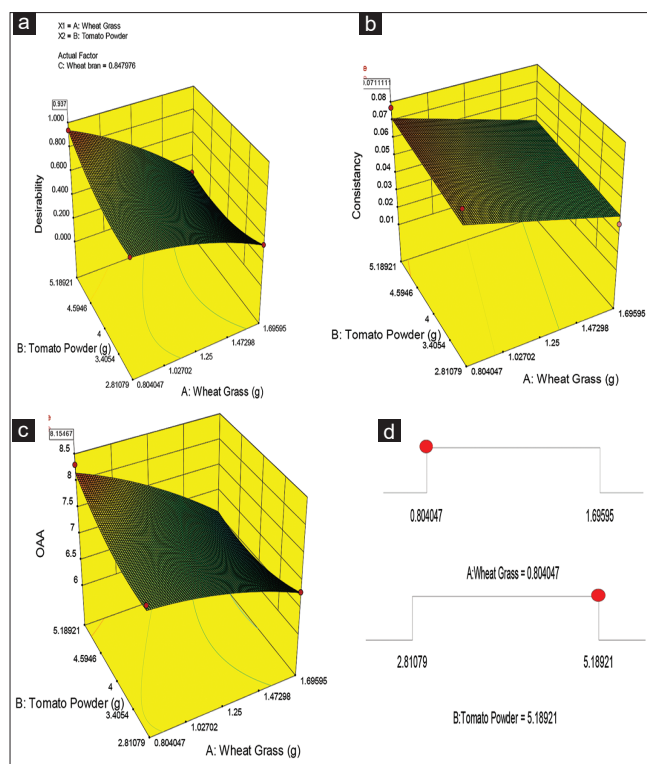 a
X1 = A: Wheat Grass
X2 = B: Tomato Powder
Actual Factor
C: Wheat bran = 0.847976
0.937
1.000
0.800
0.600
0.400
0.200
0.000
Desirability
5.18921
4.5946
4
3.4054
2.81079
B: Tomato Powder (g)
0.804047
1.02702
1.25
1.47298
1.69595
A: Wheat Grass (g)
b
e
.0711111
0.08
0.07
0.06
0.05
0.04
0.03
0.02
0.01
Consistancy
5.18921
4.5946
4
3.4054
2.81079
B: Tomato Powder (g)
0.804047
1.02702
1.25
1.47298
1.69595
A: Wheat Grass (g)
c
e
8.15467
8.5
8
7.5
7
6.5
6
OAA
5.18921
4.5946
4
3.4054
2.81079
B: Tomato Powder (g)
0.804047
1.02702
1.25
1.47298
1.69595
A: Wheat Grass (g)
d
0.804047
1.69595
A:Wheat Grass = 0.804047
2.81079
5.18921
B:Tomato Powder = 5.18921